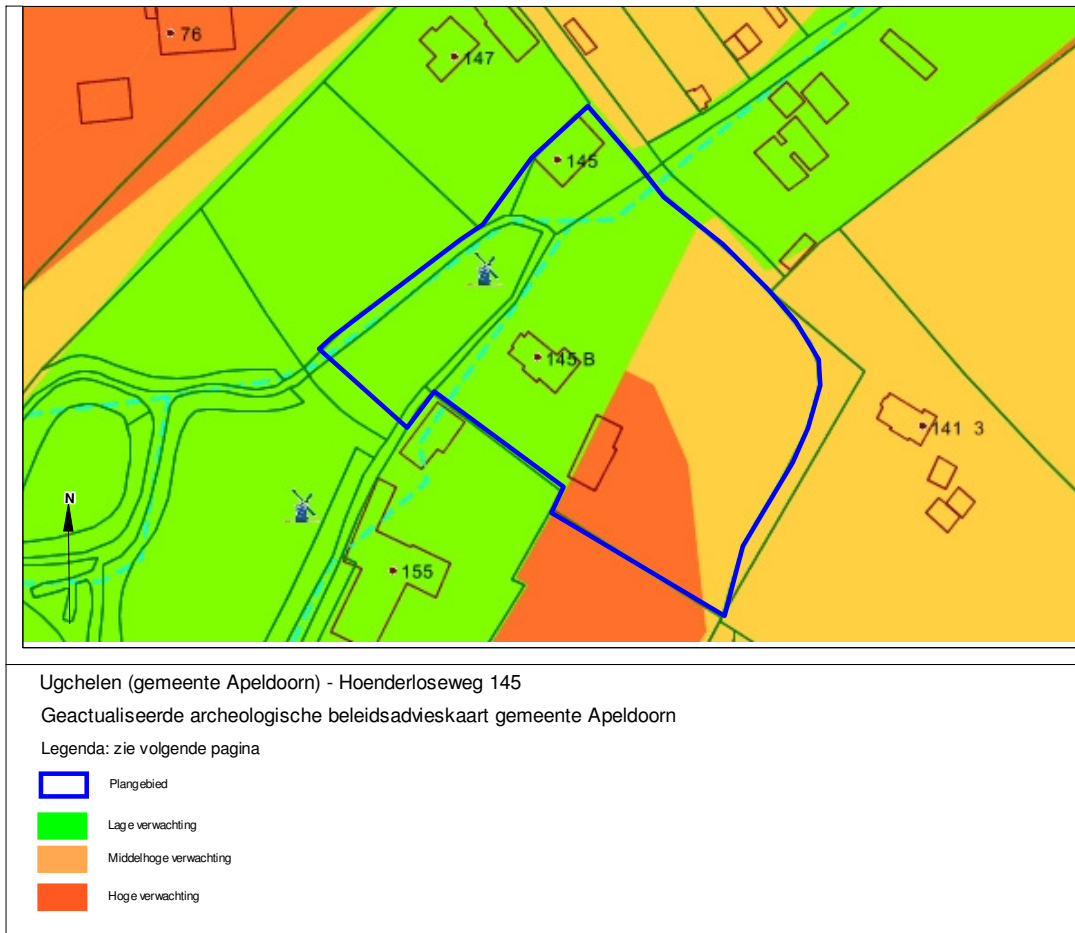 76
147
145
145 B
141 3
N
155
Ugchelen (gemeente Apeldoorn) - Hoenderloseweg 145
Geactualiseerde archeologische beleidsadvieskaart gemeente Apeldoorn
Legenda: zie volgende pagina
Plangebied
Lage verwachting
Middelhoge verwachting
Hoge verwachting